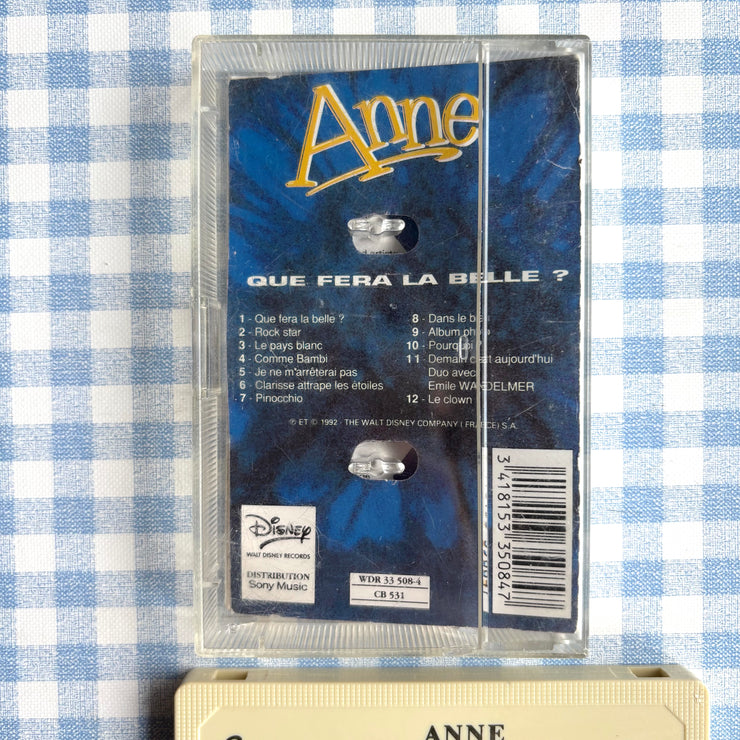 Anne
QUE FERA LA BELLE ?
1 - Que fera la belle ?
2 - Rock star
3 - Le pays blanc
4 - Comme Bambi
5 - Je ne m'arrêterai pas
6 - Clarisse attrape les étoiles
7 - Pinocchio
8 - Dans le bleu
9 - Album photo
10 - Pourquoi ?
11 - Demain c'est aujourd'hui
Duo avec
Emile WANDELMER
12 - Le clown
℗ ET © 1992 - THE WALT DISNEY COMPANY (FRANCE) S.A.
Disney
WALT DISNEY RECORDS
DISTRIBUTION
Sony Music
WDR 33 508-4
CB 531
3 418153 350847
ANNE